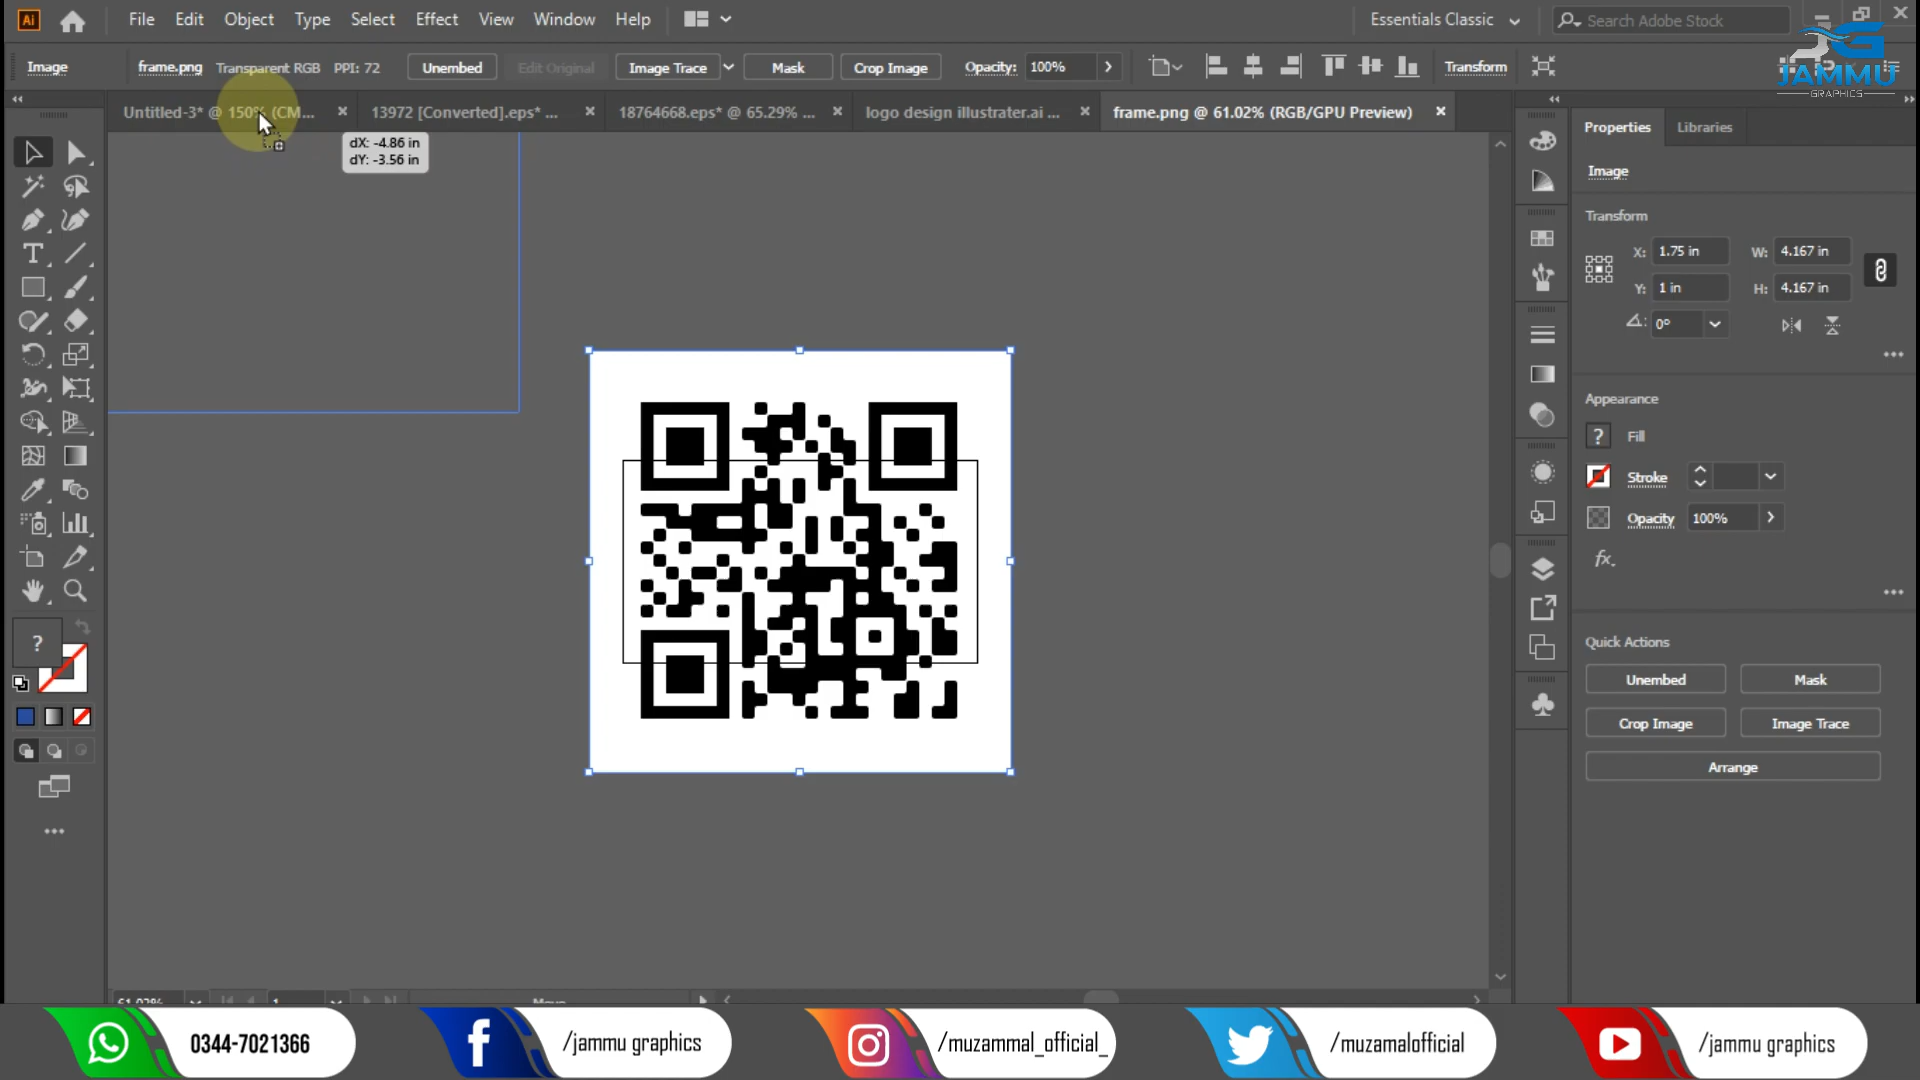 Ai File Edit Object Type Select Effect View Window Help Essentials Classic Search Adobe Stock
Image frame.png Transparent RGB PPI: 72 Unembed Edit Original Image Trace Mask Crop Image Opacity: 100% Transform
JAMMU
GRAPHICS
Untitled-3* @ 150% (CM... 13972 [Converted].eps* ... 18764668.eps* @ 65.29% ... logo design illustrater.ai ... frame.png @ 61.02% (RGB/GPU Preview)
dX: -4.86 in
dY: -3.56 in
Properties Libraries
Image
Transform
X: 1.75 in W: 4.167 in
Y: 1 in H: 4.167 in
0°
Appearance
? Fill
Stroke
Opacity 100%
fx.
Quick Actions
Unembed Mask
Crop Image Image Trace
Arrange
?
61.02% 1 Move
0344-7021366 /jammu graphics /muzammal_official_ /muzamalofficial /jammu graphics